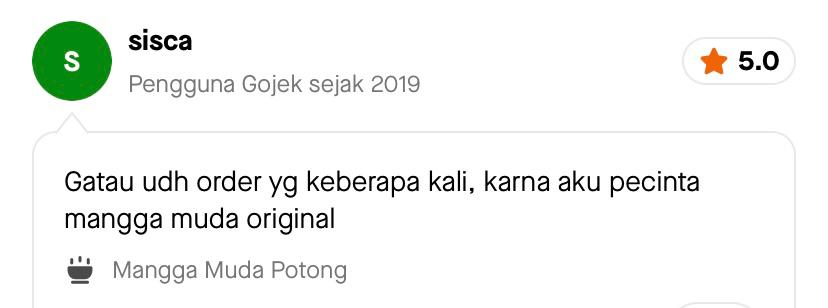 S
sisca
5.0
Pengguna Gojek sejak 2019
Gatau udh order yg keberapa kali, karna aku pecinta
mangga muda original
Mangga Muda Potong